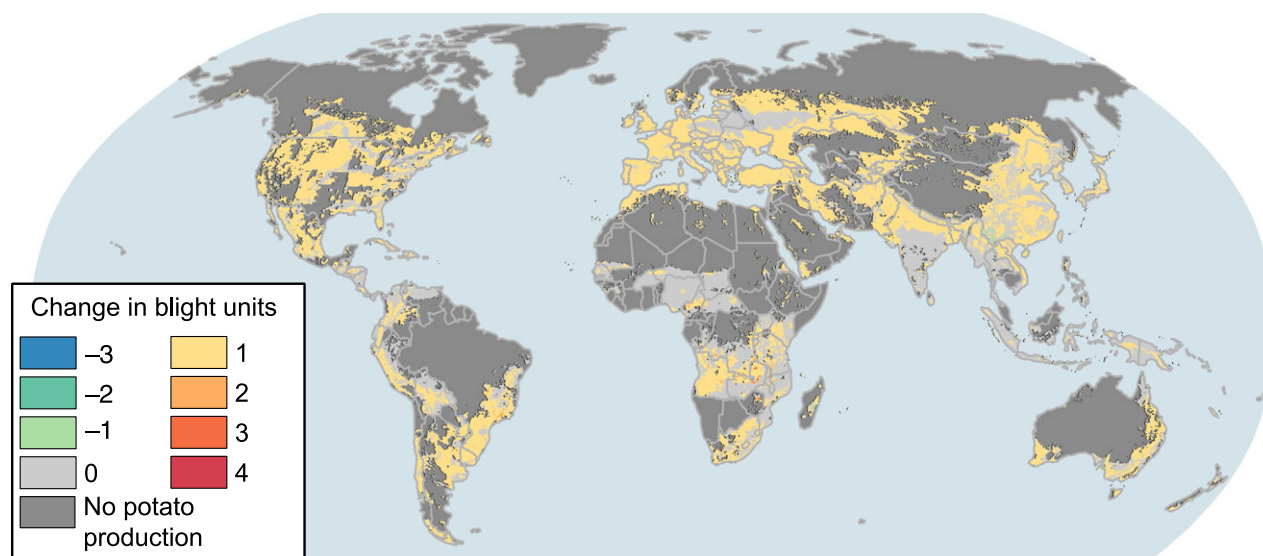 Change in blight units
–3
–2
–1
0
No potato
production
1
2
3
4